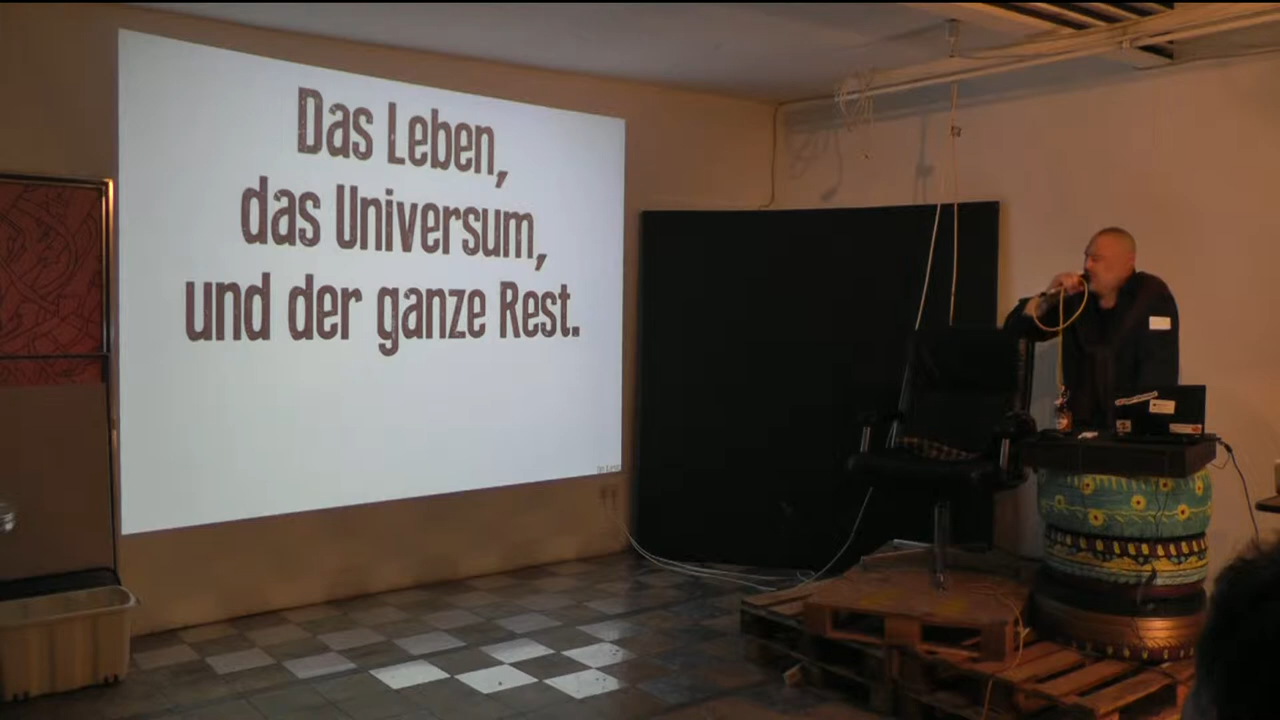 Das Leben,
das Universum,
und der ganze Rest.